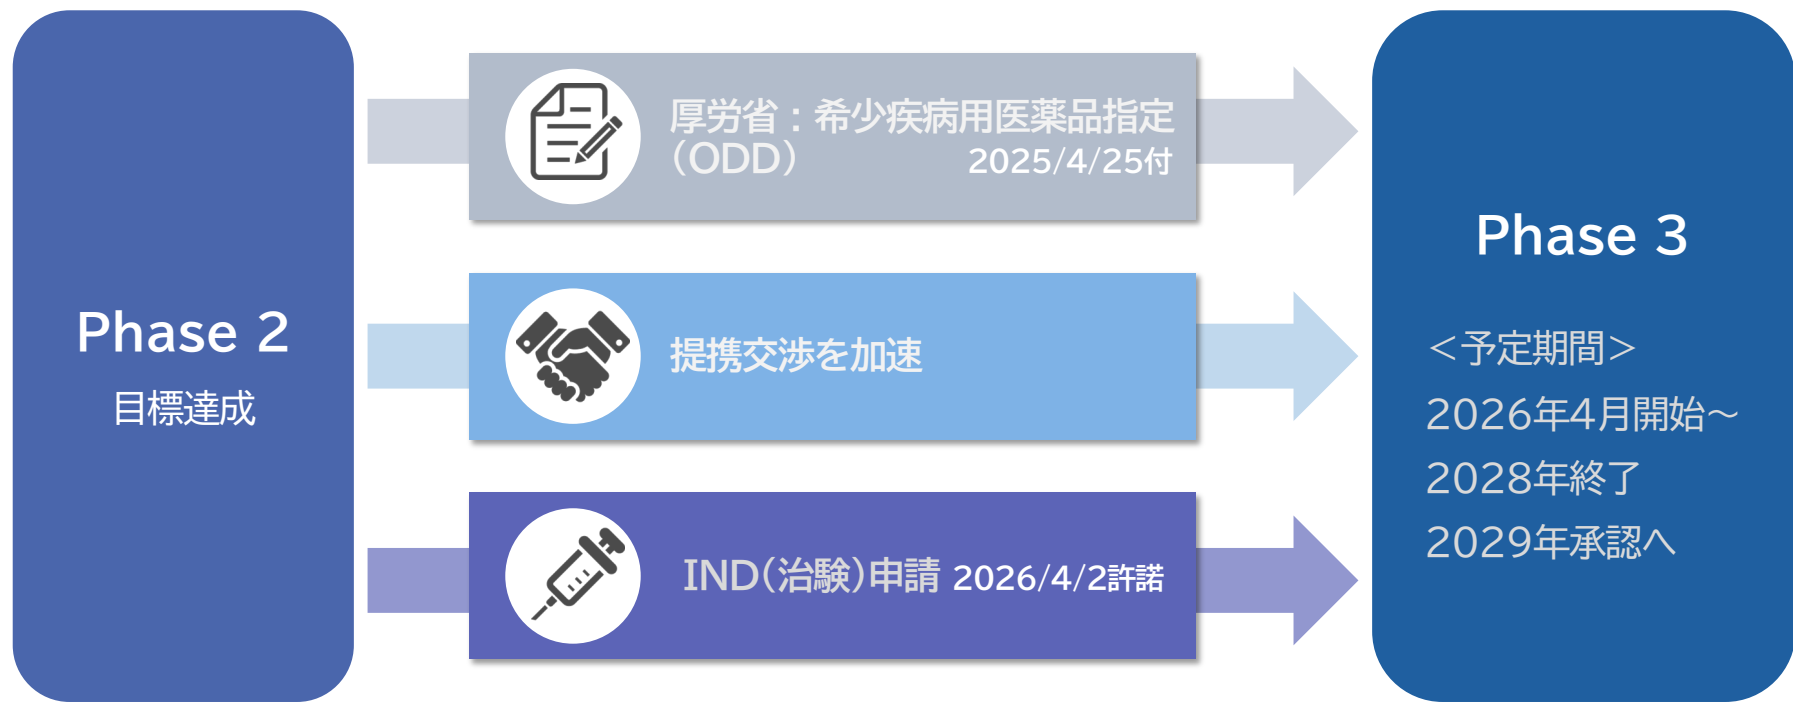 Phase 2
目標達成
厚労省：希少疾病用医薬品指定
（ODD） 2025/4/25付
提携交渉を加速
IND(治験)申請 2026/4/2許諾
Phase 3
＜予定期間＞
2026年4月開始～
2028年終了
2029年承認へ